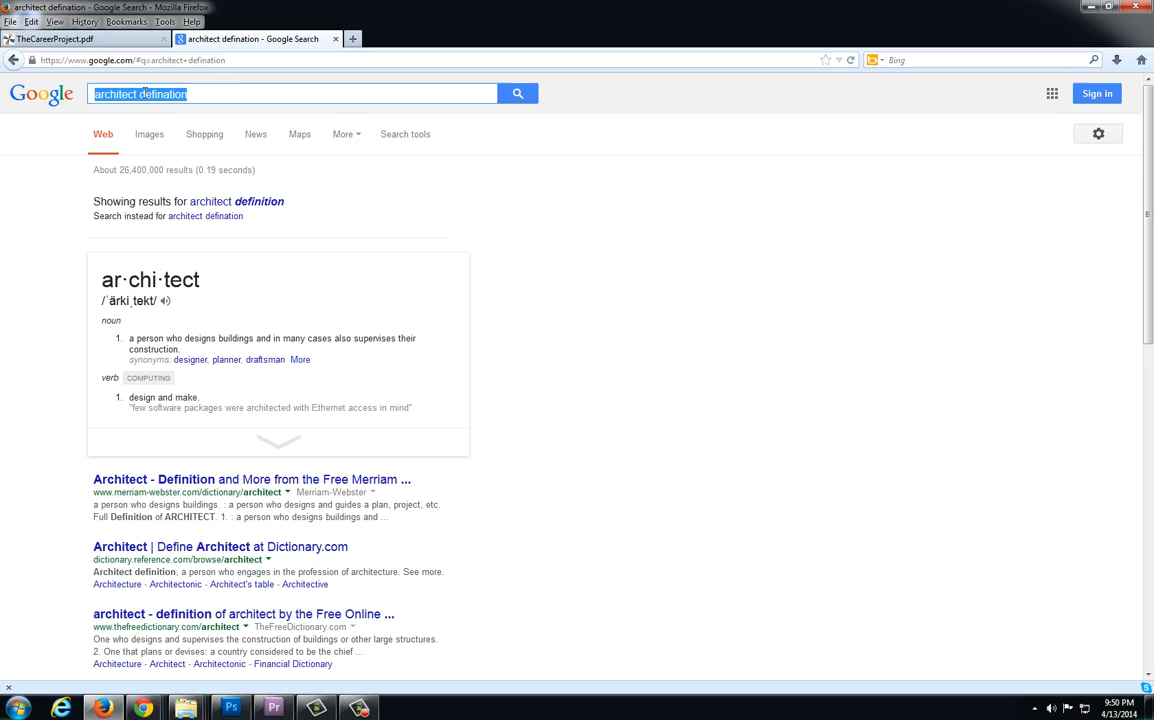 architect defination - Google Search - Mozilla Firefox
File Edit View History Bookmarks Tools Help
TheCareerProject.pdf × architect defination - Google Search × +
https://www.google.com/#q=architect+defination Bing
Google architect defination Sign in
Web Images Shopping News Maps More Search tools
About 26,400,000 results (0.19 seconds)
Showing results for architect definition
Search instead for architect defination
ar·chi·tect
/ˈärkiˌtekt/
noun
1. a person who designs buildings and in many cases also supervises their
construction.
synonyms: designer, planner, draftsman More
verb COMPUTING
1. design and make.
"few software packages were architected with Ethernet access in mind"
Architect - Definition and More from the Free Merriam ...
www.merriam-webster.com/dictionary/architect Merriam-Webster
a person who designs buildings. : a person who designs and guides a plan, project, etc.
Full Definition of ARCHITECT. 1. : a person who designs buildings and ...
Architect | Define Architect at Dictionary.com
dictionary.reference.com/browse/architect
Architect definition, a person who engages in the profession of architecture. See more.
Architecture - Architectonic - Architect's table - Architective
architect - definition of architect by the Free Online ...
www.thefreedictionary.com/architect TheFreeDictionary.com
One who designs and supervises the construction of buildings or other large structures.
2. One that plans or devises: a country considered to be the chief ...
Architecture - Architect - Architectonic - Financial Dictionary
×
Ps Pr
9:50 PM
4/13/2014